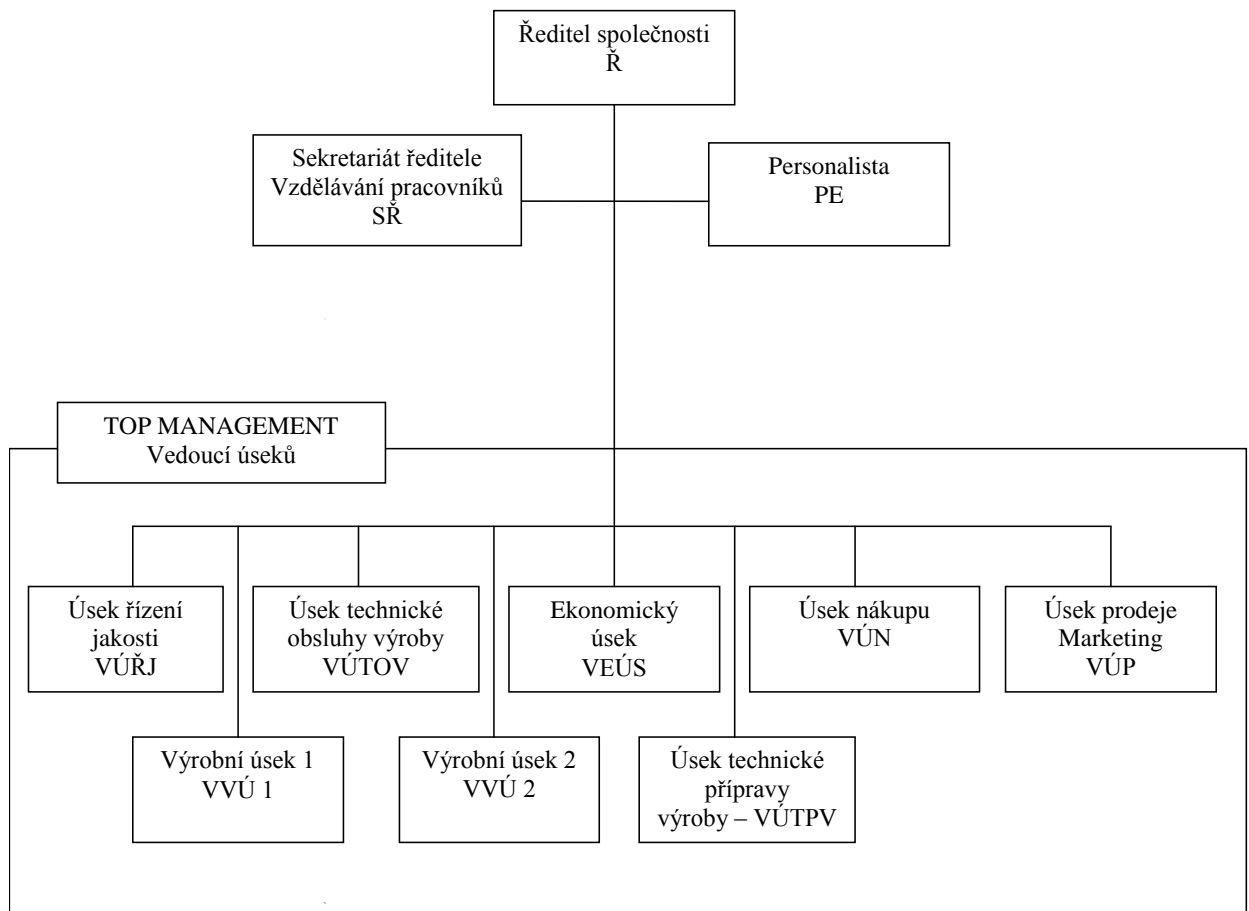 Ředitel společnosti
Ř
Sekretariát ředitele
Vzdělávání pracovníků
SŘ
Personalista
PE
TOP MANAGEMENT
Vedoucí úseků
Úsek řízení
jakosti
VÚŘJ
Úsek technické
obsluhy výroby
VÚTOV
Ekonomický
úsek
VEÚS
Úsek nákupu
VÚN
Úsek prodeje
Marketing
VÚP
Výrobní úsek 1
VVÚ 1
Výrobní úsek 2
VVÚ 2
Úsek technické
přípravy
výroby – VÚTPV